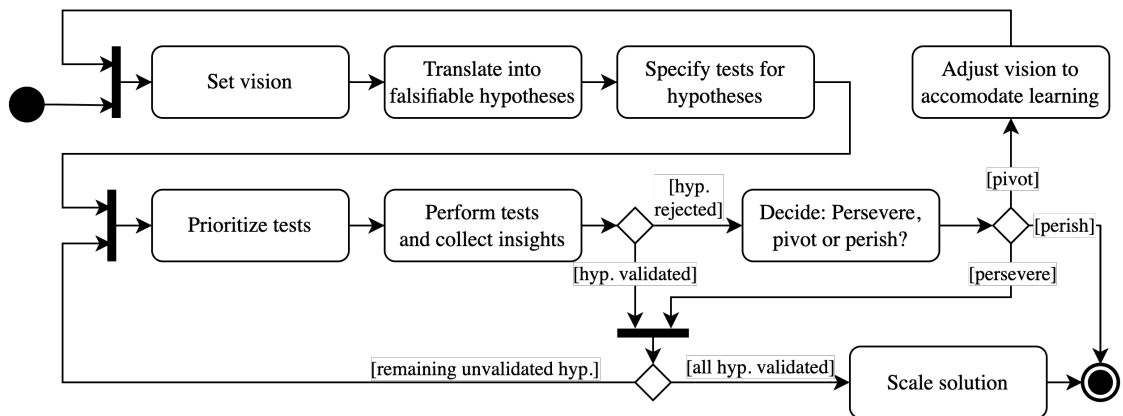 Set vision
Translate into
falsifiable hypotheses
Specify tests for
hypotheses
Adjust vision to
accomodate learning
[pivot]
Prioritize tests
Perform tests
and collect insights
[hyp.
rejected]
Decide: Persevere,
pivot or perish?
[perish]
[hyp. validated]
[persevere]
[remaining unvalidated hyp.]
[all hyp. validated]
Scale solution